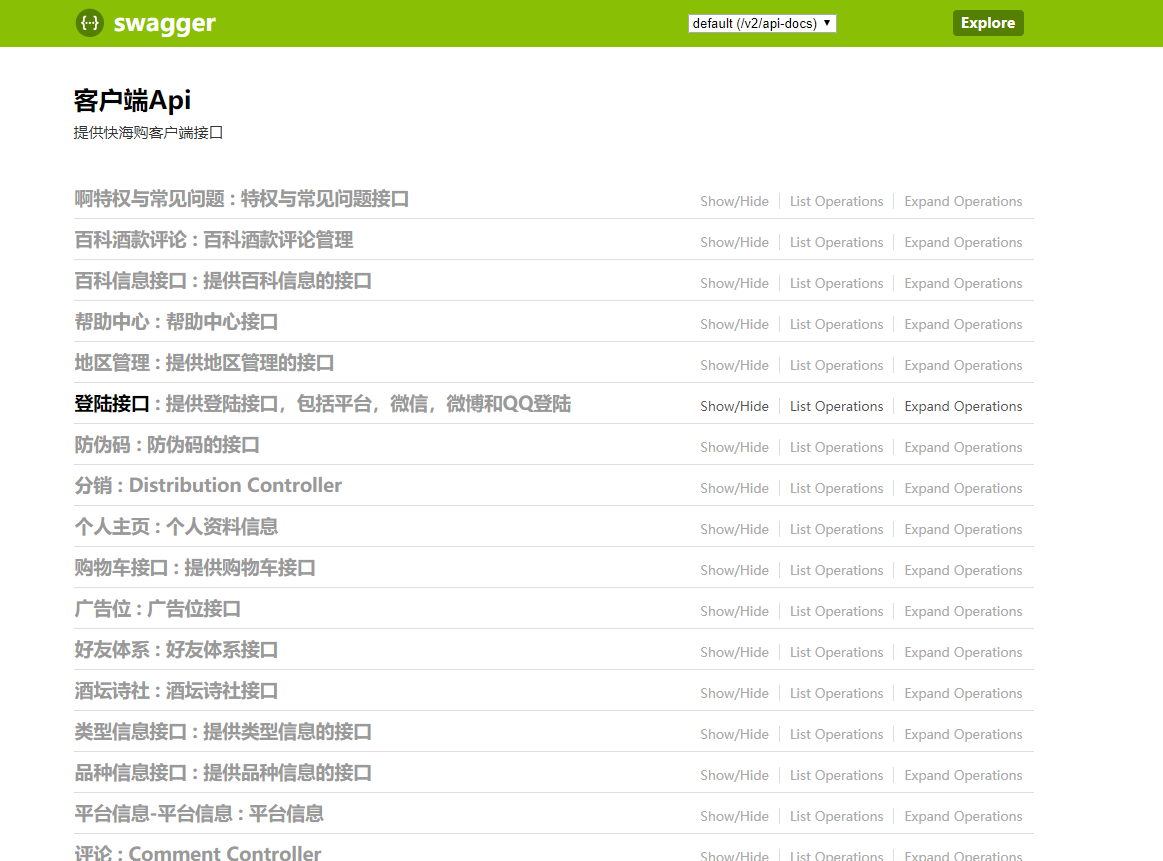 swagger
default (/v2/api-docs)
Explore
客户端Api
提供快海购客户端接口
啊特权与常见问题 : 特权与常见问题接口 Show/Hide List Operations Expand Operations
百科酒款评论 : 百科酒款评论管理 Show/Hide List Operations Expand Operations
百科信息接口 : 提供百科信息的接口 Show/Hide List Operations Expand Operations
帮助中心 : 帮助中心接口 Show/Hide List Operations Expand Operations
地区管理 : 提供地区管理的接口 Show/Hide List Operations Expand Operations
登陆接口 : 提供登陆接口，包括平台，微信，微博和QQ登陆 Show/Hide List Operations Expand Operations
防伪码 : 防伪码的接口 Show/Hide List Operations Expand Operations
分销 : Distribution Controller Show/Hide List Operations Expand Operations
个人主页 : 个人资料信息 Show/Hide List Operations Expand Operations
购物车接口 : 提供购物车接口 Show/Hide List Operations Expand Operations
广告位 : 广告位接口 Show/Hide List Operations Expand Operations
好友体系 : 好友体系接口 Show/Hide List Operations Expand Operations
酒坛诗社 : 酒坛诗社接口 Show/Hide List Operations Expand Operations
类型信息接口 : 提供类型信息的接口 Show/Hide List Operations Expand Operations
品种信息接口 : 提供品种信息的接口 Show/Hide List Operations Expand Operations
平台信息-平台信息 : 平台信息 Show/Hide List Operations Expand Operations
评论 : Comment Controller Show/Hide List Operations Expand Operations